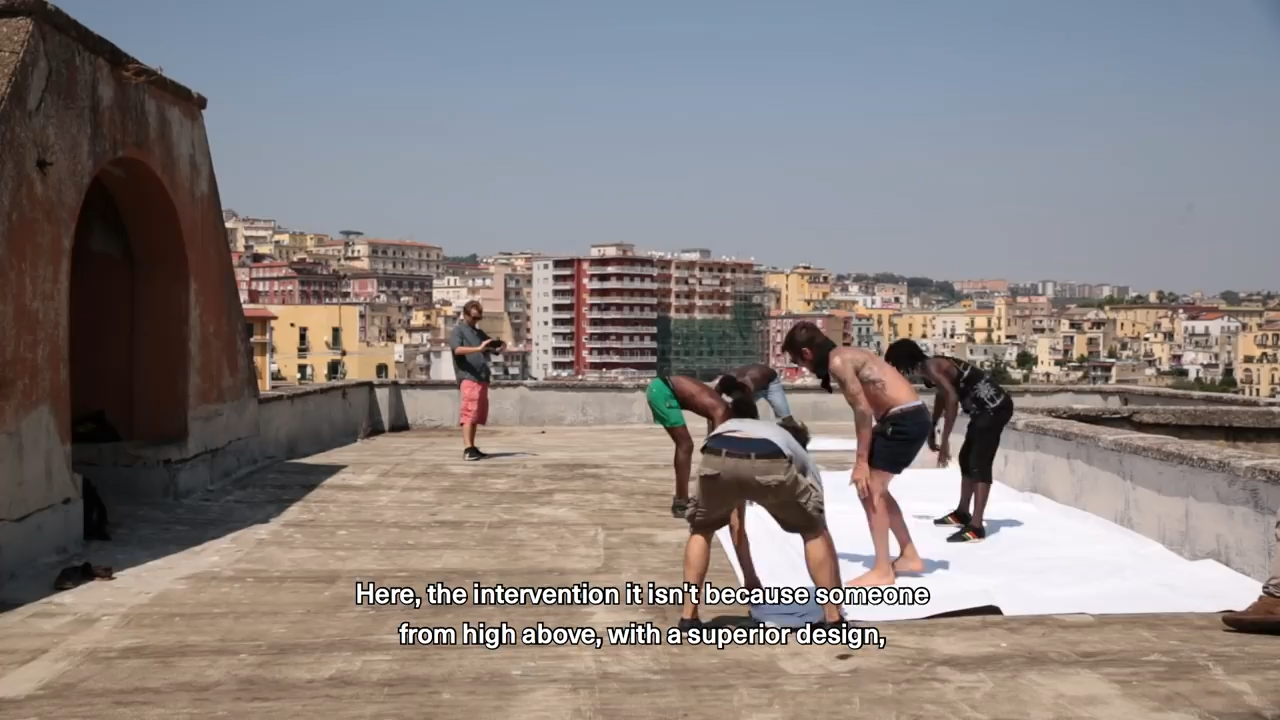 Here, the intervention it isn't because someone
from high above, with a superior design,